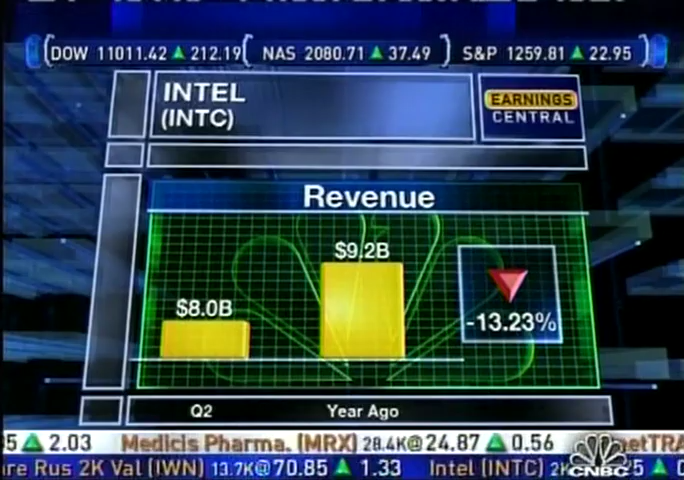 DOW 11011.42 ▲ 212.19 NAS 2080.71 ▲ 37.49 S&P 1259.81 ▲ 22.95
INTEL
(INTC)
EARNINGS
CENTRAL
Revenue
$8.0B
$9.2B
-13.23%
Q2
Year Ago
5 ▲ 2.03 Medicis Pharma. (MRX) 28.4K@24.87 ▲ 0.56
re Rus 2K Val (IWN) 13.7K@70.85 ▲ 1.33 Intel (INTC)
CNBC